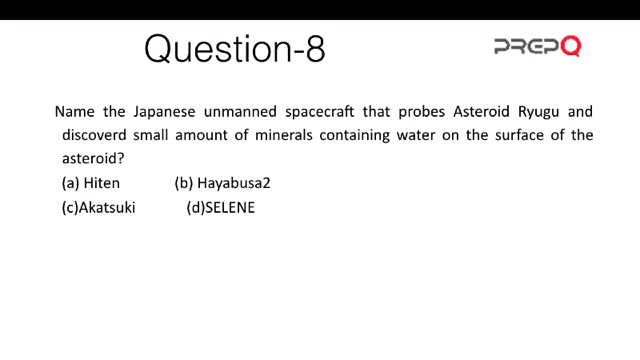 Question-8
PREPQ
Name the Japanese unmanned spacecraft that probes Asteroid Ryugu and
discoverd small amount of minerals containing water on the surface of the
asteroid?
(a) Hiten (b) Hayabusa2
(c)Akatsuki (d)SELENE